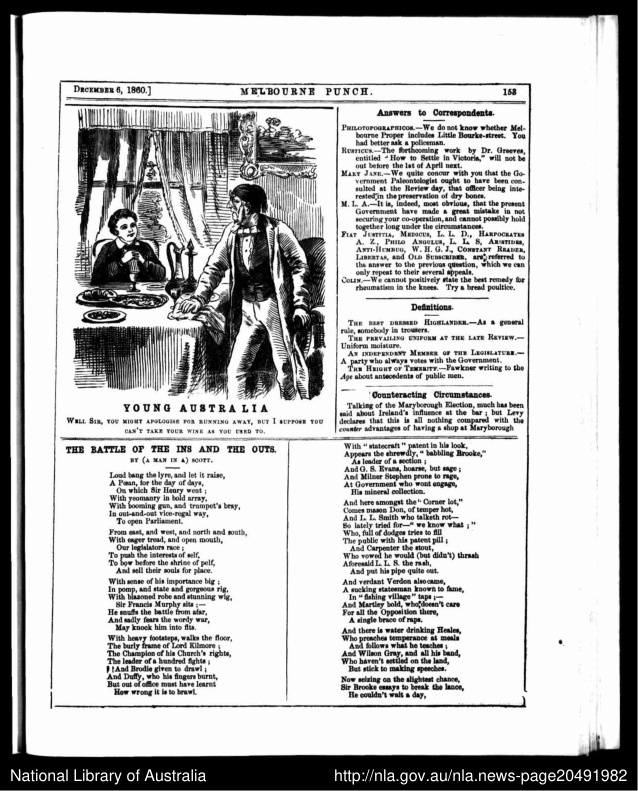 DECEMBER 6, 1860.]
MELBOURNE PUNCH.
153
YOUNG AUSTRALIA
WELL SIR, YOU MIGHT APOLOGISE FOR RUNNING AWAY, BUT I SUPPOSE YOU
CAN'T TAKE YOUR WINE AS YOU USED TO.
Answers to Correspondents.
PHILOTOPOGRAPHICOS.—We do not know whether Mel-
bourne Proper includes Little Bourke-street. You
had better ask a policeman.
RUSTICUS.—The forthcoming work by Dr. Greeves,
entitled "How to Settle in Victoria," will not be
out before the 1st of April next.
MARY JANE.—We quite concur with you that the Go-
vernment Paleontologist ought to have been con-
sulted at the Review day, that officer being inte-
rested in the preservation of dry bones.
M. L. A.—It is, indeed, most obvious, that the present
Government have made a great mistake in not
securing your co-operation, and cannot possibly hold
together long under the circumstances.
FIAT JUSTITIA, MEDICUS, L. L. D., HARPOCRATES
A. Z., PHILO ANGULUS, L. L. S, ARISTIDES,
ANTI-HUMBUG, W. H. G. J., CONSTANT READER,
LIBERTAS, and OLD SUBSCRIBER, are referred to
the answer to the previous question, which we can
only repeat to their several appeals.
COLIN.—We cannot positively state the best remedy for
rheumatism in the knees. Try a bread poultice.
Definitions.
THE BEST DRESSED HIGHLANDER.—As a general
rule, somebody in trousers.
THE PREVAILING UNIFORM AT THE LATE REVIEW.—
Uniform moisture.
AN INDEPENDENT MEMBER OF THE LEGISLATURE.—
A party who always votes with the Government.
THE HEIGHT OF TEMERITY.—Fawkner writing to the
Age about antecedents of public men.
Counteracting Circumstances.
Talking of the Maryborough Election, much has been
said about Ireland's influence at the bar; but Levy
declares that this is all nothing compared with the
counter advantages of having a shop at Maryborough
THE BATTLE OF THE INS AND THE OUTS.
BY (A MAN IN A) SCOTT.
Loud bang the lyre, and let it raise,
A Pæan, for the day of days,
On which Sir Henry went;
With yeomanry in bold array,
With booming gun, and trumpet's bray,
In out-and-out vice-regal way,
To open Parliament.
From east, and west, and north and south,
With eager tread, and open mouth,
Our legislators race;
To push the interests of self,
To bow before the shrine of pelf,
And sell their souls for place.
With sense of his importance big;
In pomp, and state and gorgeous rig,
With blazoned robe and stunning wig,
Sir Francis Murphy sits;—
He snuffs the battle from afar,
And sadly fears the wordy war,
May knock him into fits.
With heavy footsteps, walks the floor,
The burly frame of Lord Kilmore;
The Champion of his Church's rights,
The leader of a hundred fights;
And Brodie given to drawl;
And Duffy, who his fingers burnt,
But out of office must have learnt
How wrong it is to brawl.
With "statecraft" patent in his look,
Appears the shrewdly, "babbling Brooke,"
As leader of a section;
And G. S. Evans, hoarse, but sage;
And Milner Stephen prone to rage,
At Government who wont engage,
His mineral collection.
And here amongst the "Corner lot,"
Comes mason Don, of temper hot,
And L. L. Smith who talketh rot—
So lately tried for—"we know what;"
Who, full of dodges tries to fill
The public with his patent pill;
And Carpenter the stout,
Who vowed he would (but didn't) thrash
Aforesaid L. L. S. the rash,
And put his pipe quite out.
And verdant Verdon also came,
A sucking statesman known to fame,
In "fishing village" taps;—
And Martley bold, who doesn't care
For all the Opposition there,
A single brace of raps.
And there is water drinking Heales,
Who preaches temperance at meals
And follows what he teaches;
And Wilson Gray, and all his band,
Who haven't settled on the land,
But stick to making speeches.
Now seizing on the slightest chance,
Sir Brooke essays to break the lance,
He couldn't wait a day,
National Library of Australia
http://nla.gov.au/nla.news-page20491982